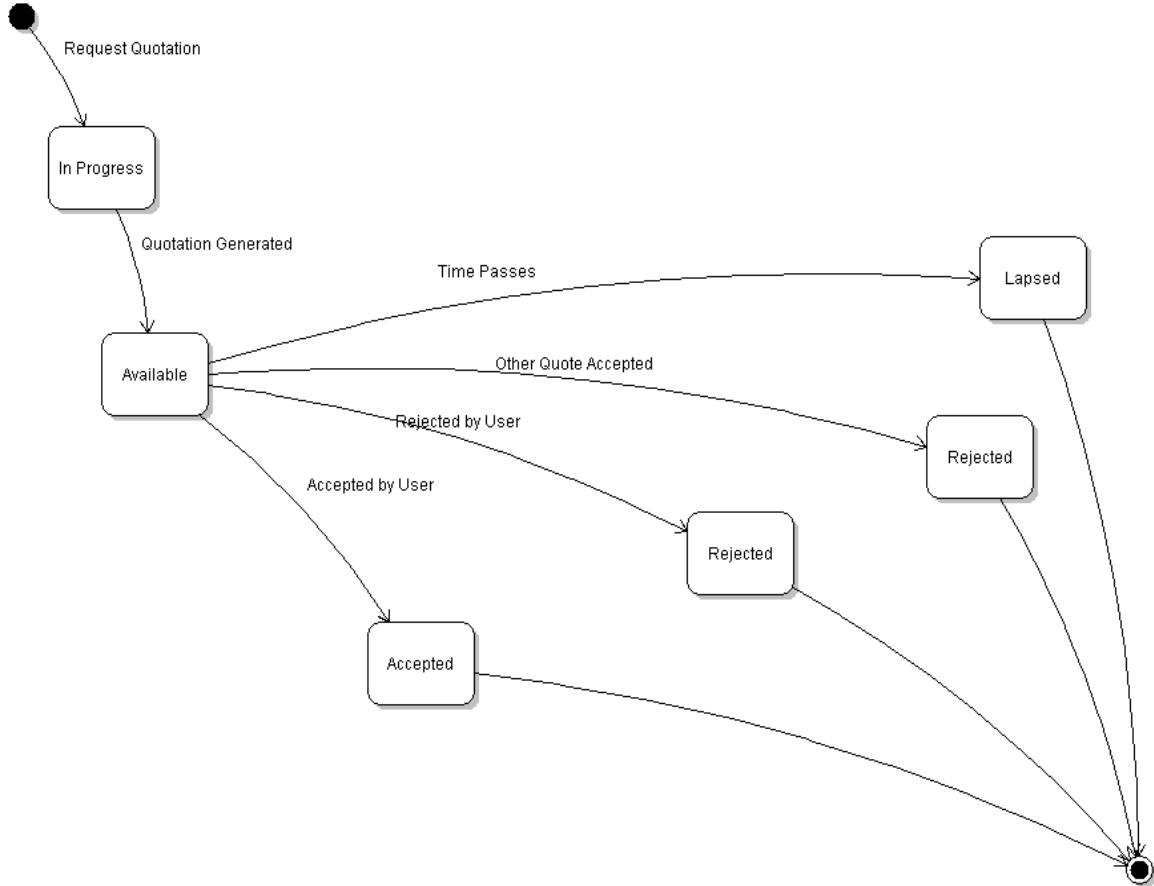 Request Quotation
In Progress
Quotation Generated
Time Passes
Lapsed
Other Quote Accepted
Available
Rejected by User
Rejected
Accepted by User
Rejected
Accepted